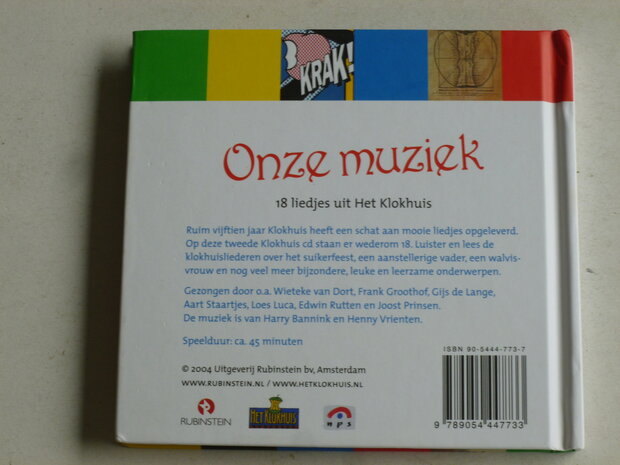 KRAK!
Onze muziek
18 liedjes uit Het Klokhuis
Ruim vijftien jaar Klokhuis heeft een schat aan mooie liedjes opgeleverd.
Op deze tweede Klokhuis cd staan er wederom 18. Luister en lees de
klokhuisliederen over het suikerfeest, een aanstellerige vader, een walvis-
vrouw en nog veel meer bijzondere, leuke en leerzame onderwerpen.
Gezongen door o.a. Wieteke van Dort, Frank Groothof, Gijs de Lange,
Aart Staartjes, Loes Luca, Edwin Rutten en Joost Prinsen.
De muziek is van Harry Bannink en Henny Vrienten.
Speelduur: ca. 45 minuten
© 2004 Uitgeverij Rubinstein bv, Amsterdam
WWW.RUBINSTEIN.NL / WWW.HETKLOKHUIS.NL
RUBINSTEIN
HET KLOKHUIS
nps
ISBN 90-5444-773-7
9 789054 447733